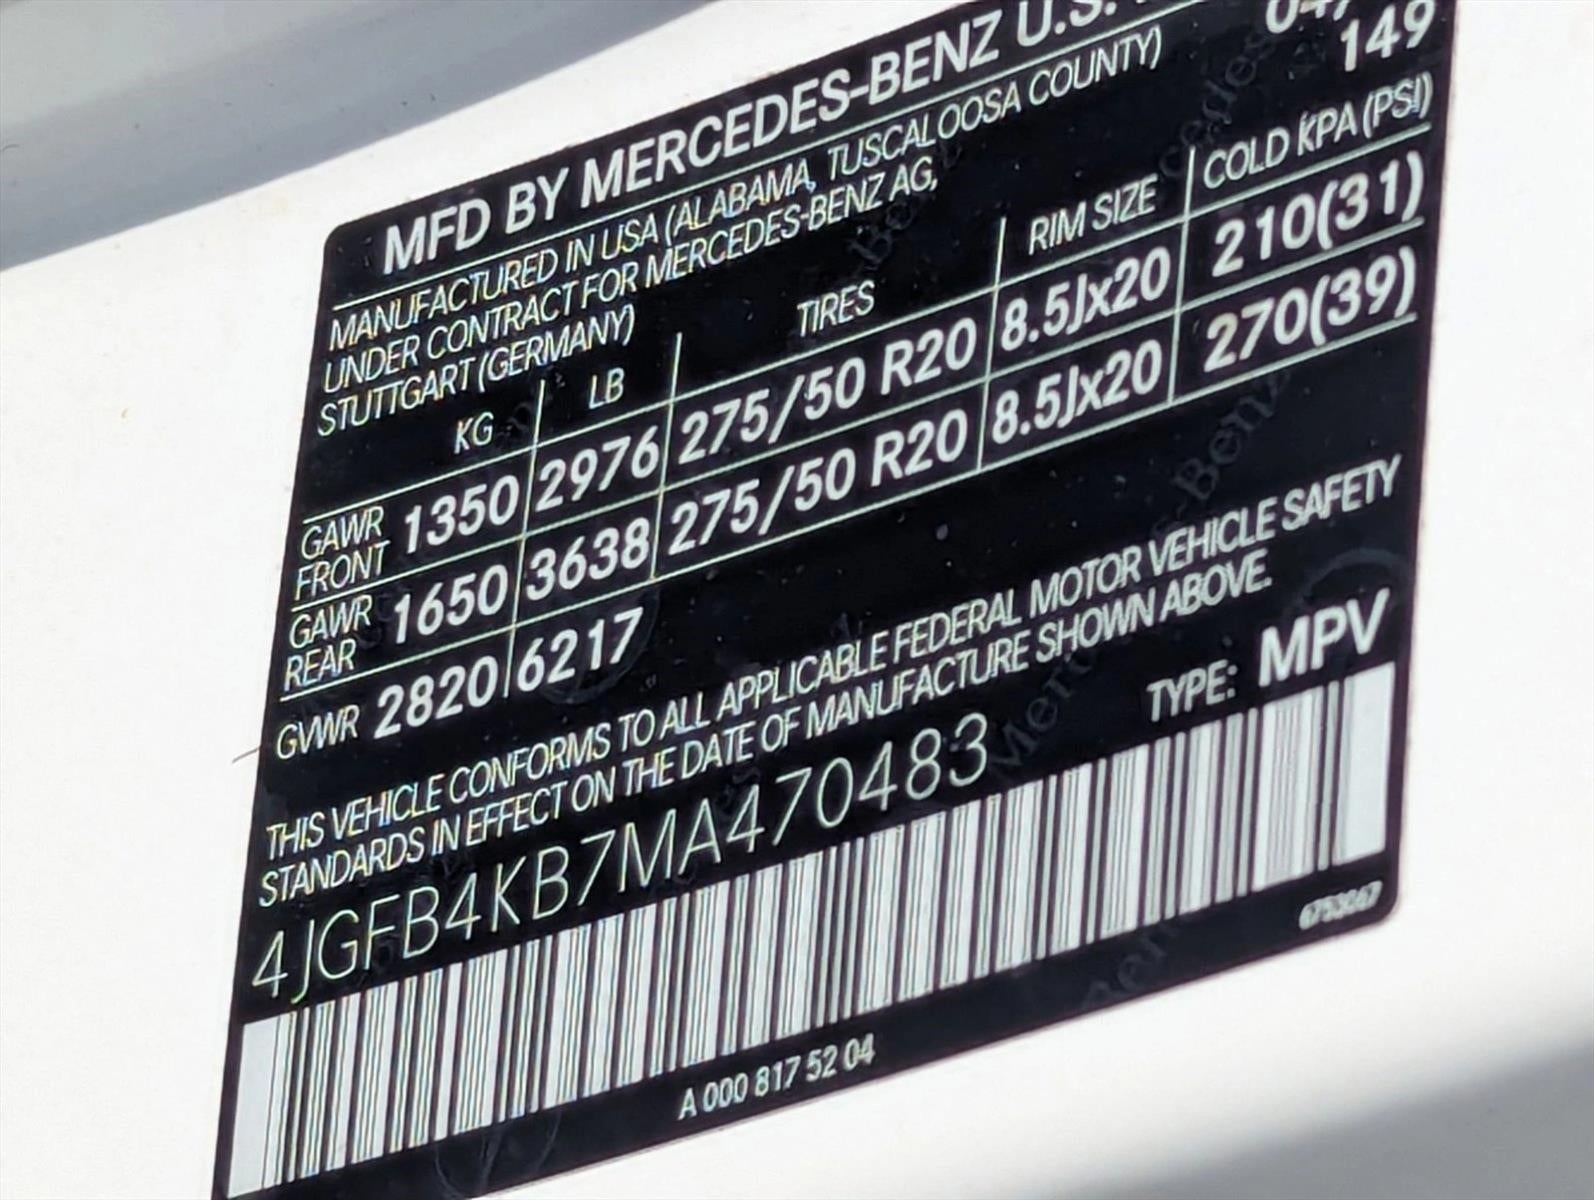 MFD BY MERCEDES-BENZ U.S.
149
MANUFACTURED IN USA (ALABAMA, TUSCALOOSA COUNTY)
UNDER CONTRACT FOR MERCEDES-BENZ AG,
STUTTGART (GERMANY)
KG LB TIRES RIM SIZE COLD KPA (PSI)
GAWR FRONT 1350 2976 275/50 R20 8.5Jx20 210(31)
GAWR REAR 1650 3638 275/50 R20 8.5Jx20 270(39)
GVWR 2820 6217
THIS VEHICLE CONFORMS TO ALL APPLICABLE FEDERAL MOTOR VEHICLE SAFETY
STANDARDS IN EFFECT ON THE DATE OF MANUFACTURE SHOWN ABOVE.
4JGFB4KB7MA470483 TYPE: MPV
6753067
A 000 817 52 04